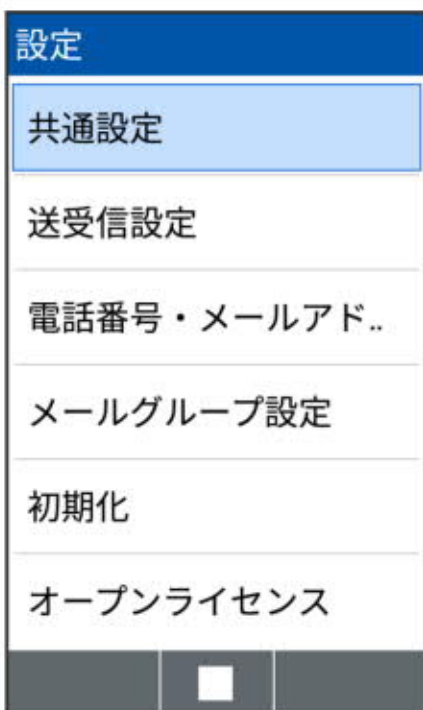 設定
共通設定
送受信設定
電話番号・メールアド..
メールグループ設定
初期化
オープンライセンス